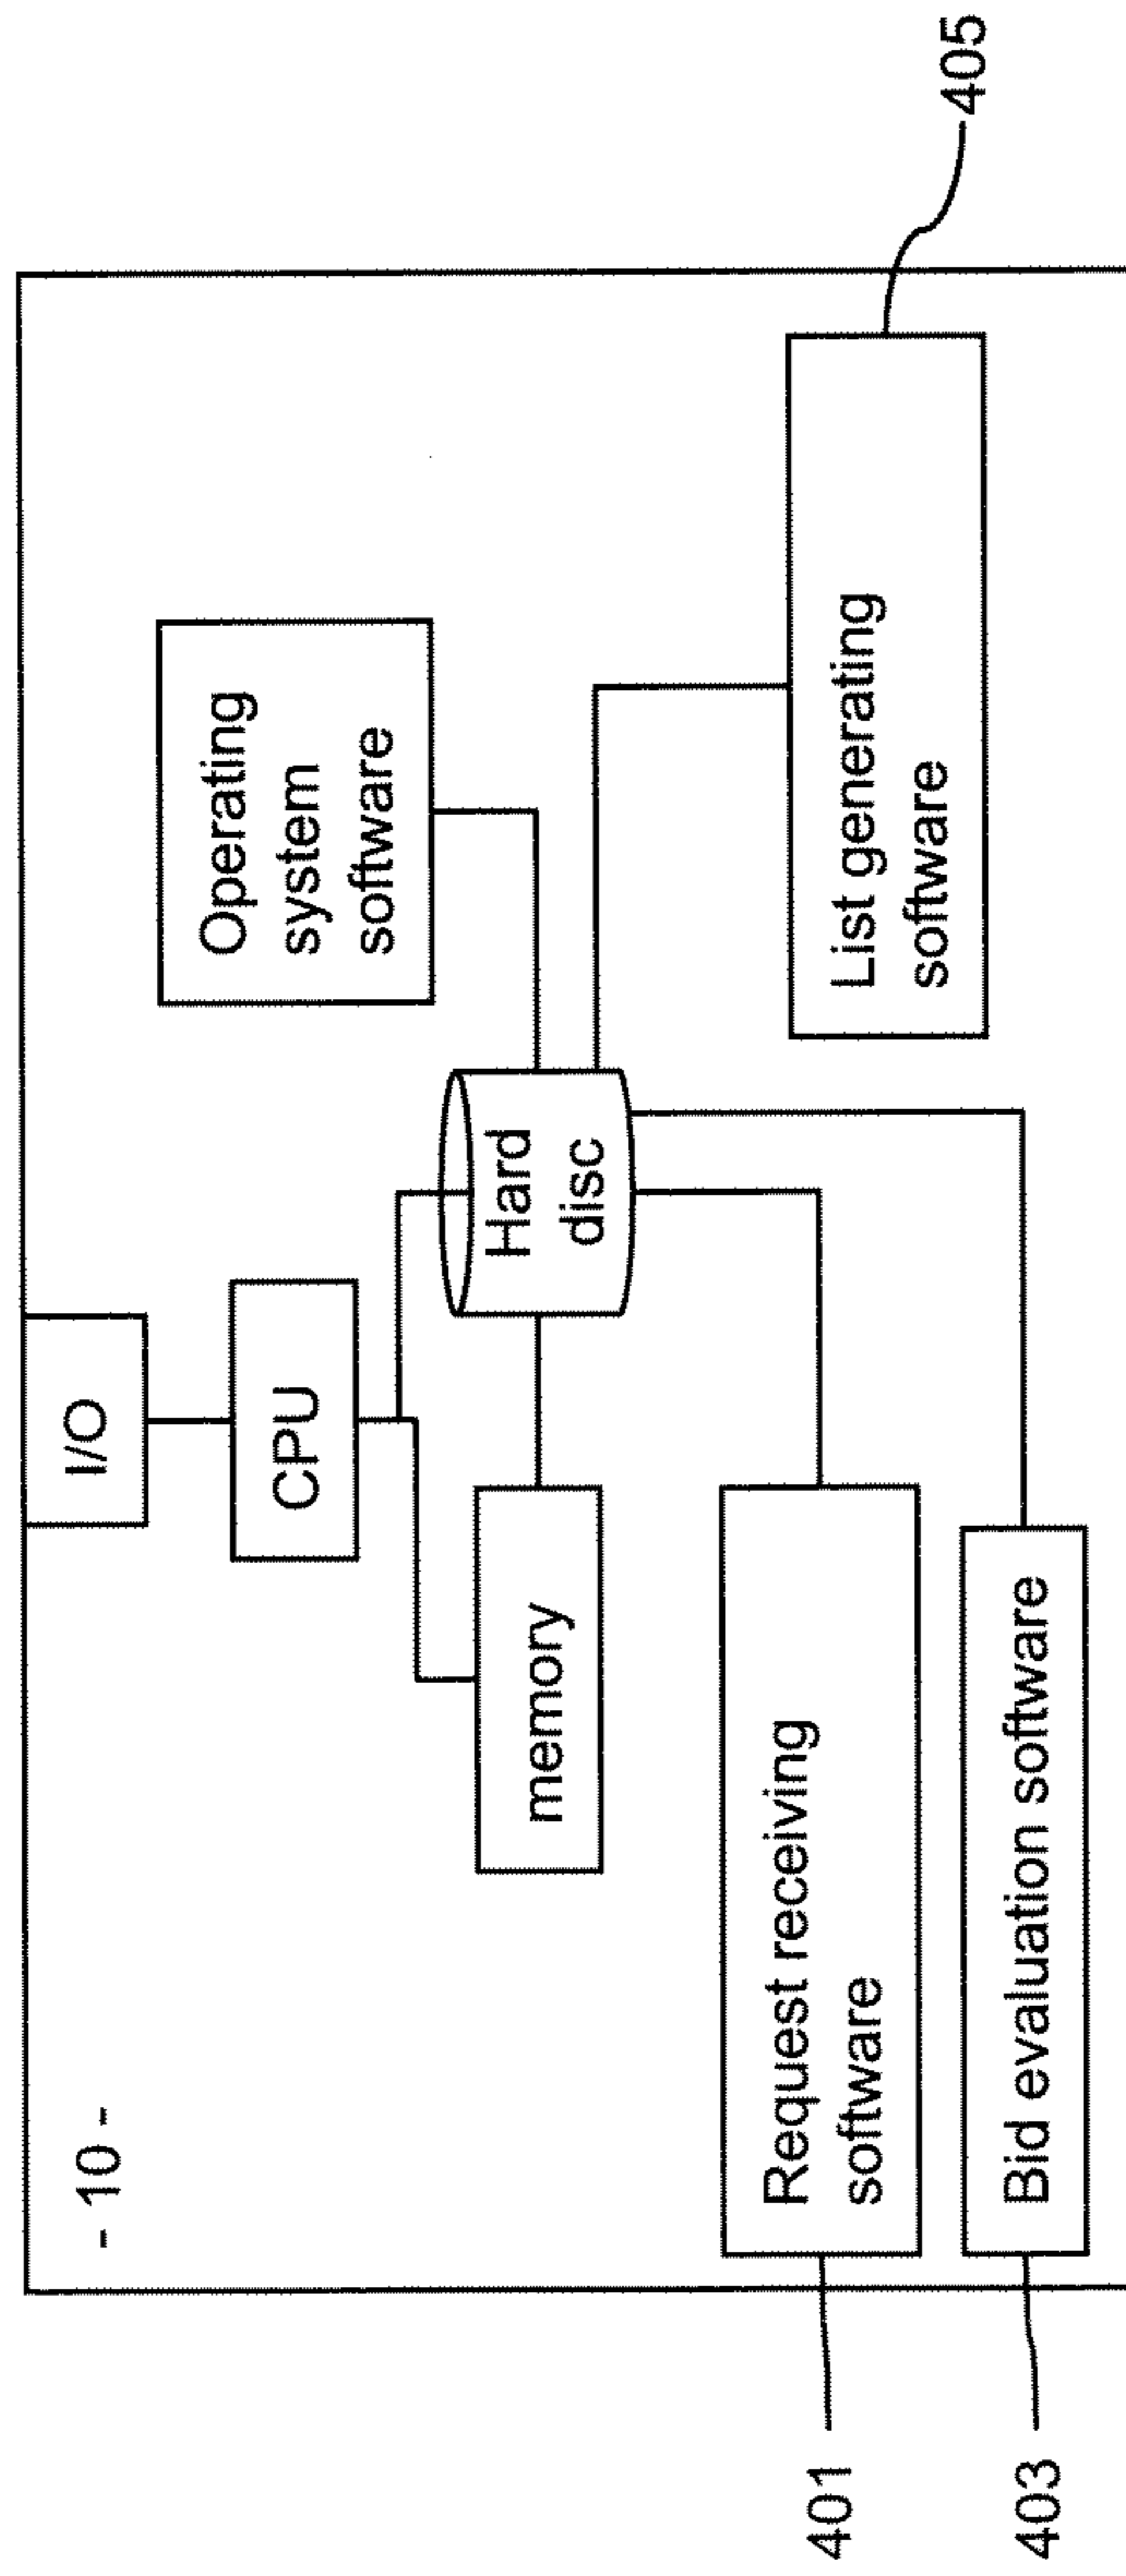 - 10 -
I/O
CPU
Operating
system
software
memory
Hard
disc
Request receiving
software
List generating
software
Bid evaluation software
401
403
405